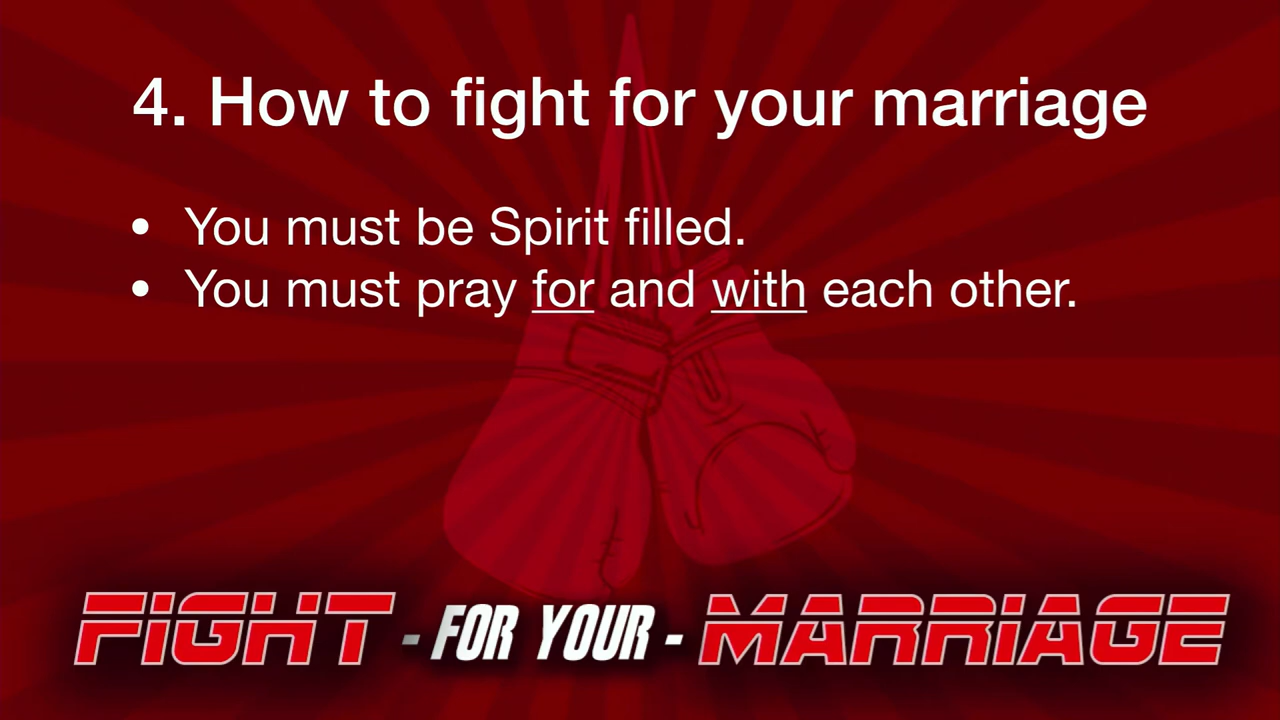 4. How to fight for your marriage
• You must be Spirit filled.
• You must pray for and with each other.
FIGHT - FOR YOUR - MARRIAGE